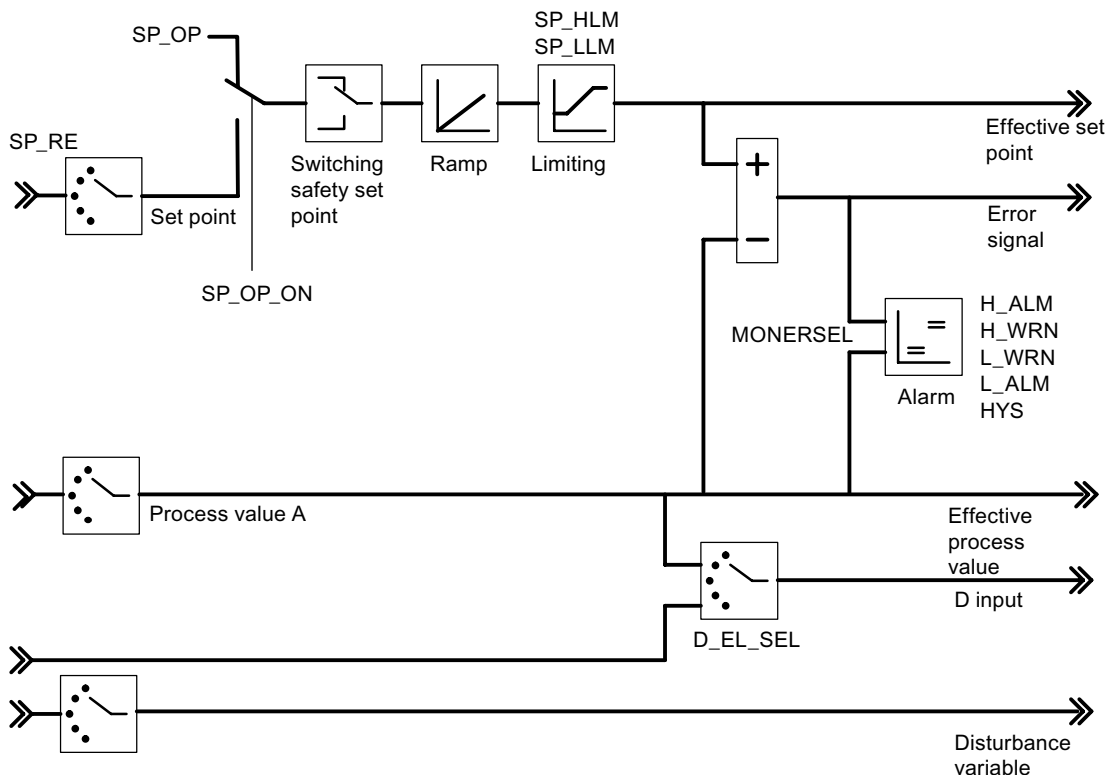 SP_OP
SP_HLM
SP_LLM
SP_RE
Set point
Switching
safety set
point
Ramp
Limiting
Effective set
point
+
−
Error
signal
SP_OP_ON
MONERSEL
Alarm
H_ALM
H_WRN
L_WRN
L_ALM
HYS
Process value A
Effective
process
value
D input
D_EL_SEL
Disturbance
variable